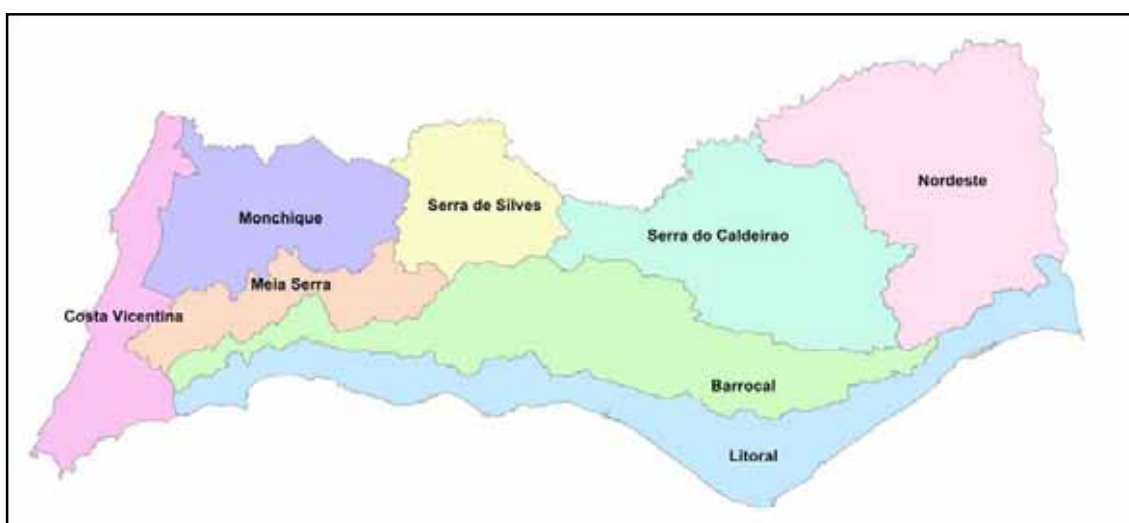 Nordeste
Serra de Silves
Monchique
Serra do Caldeirao
Meia Serra
Costa Vicentina
Barrocal
Litoral